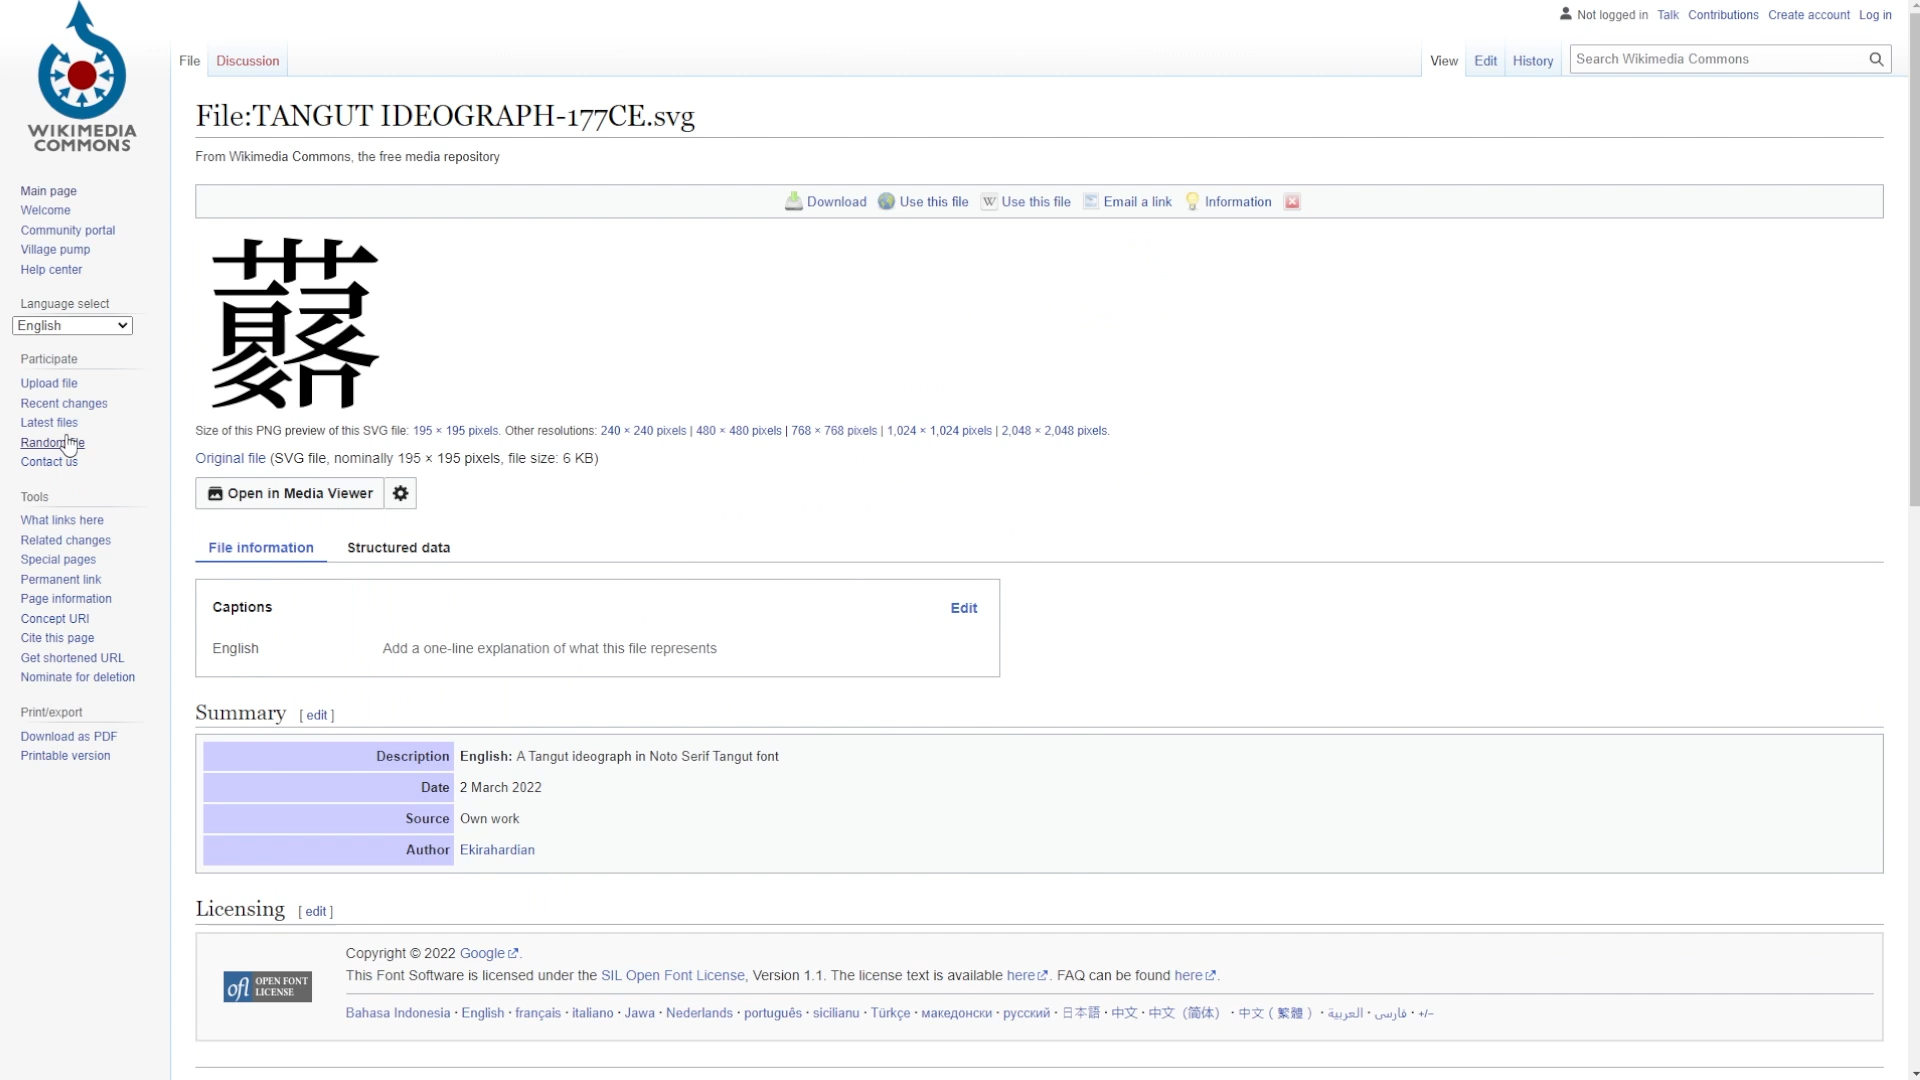 Not logged in Talk Contributions Create account Log in
File Discussion View Edit History Search Wikimedia Commons
WIKIMEDIA
COMMONS
File:TANGUT IDEOGRAPH-177CE.svg
From Wikimedia Commons, the free media repository
Download Use this file Use this file Email a link Information
Main page
Welcome
Community portal
Village pump
Help center
Language select
English
Participate
Upload file
Recent changes
Latest files
Contact us
Tools
What links here
Related changes
Special pages
Permanent link
Page information
Concept URI
Cite this page
Get shortened URL
Nominate for deletion
Print/export
Download as PDF
Printable version
Size of this PNG preview of this SVG file: 195 × 195 pixels. Other resolutions: 240 × 240 pixels | 480 × 480 pixels | 768 × 768 pixels | 1,024 × 1,024 pixels | 2,048 × 2,048 pixels.
Original file (SVG file, nominally 195 × 195 pixels, file size: 6 KB)
Open in Media Viewer
File information Structured data
Captions Edit
English Add a one-line explanation of what this file represents
Summary [ edit ]
Description English: A Tangut ideograph in Noto Serif Tangut font
Date 2 March 2022
Source Own work
Author Ekirahardian
Licensing [ edit ]
ofl OPEN FONT
LICENSE
Copyright © 2022 Google.
This Font Software is licensed under the SIL Open Font License, Version 1.1. The license text is available here. FAQ can be found here.
Bahasa Indonesia · English · français · italiano · Jawa · Nederlands · português · sicilianu · Türkçe · македонски · русский · 日本語 · 中文 · 中文（简体） · 中文（繁體） · العربية · فارسی · +/−